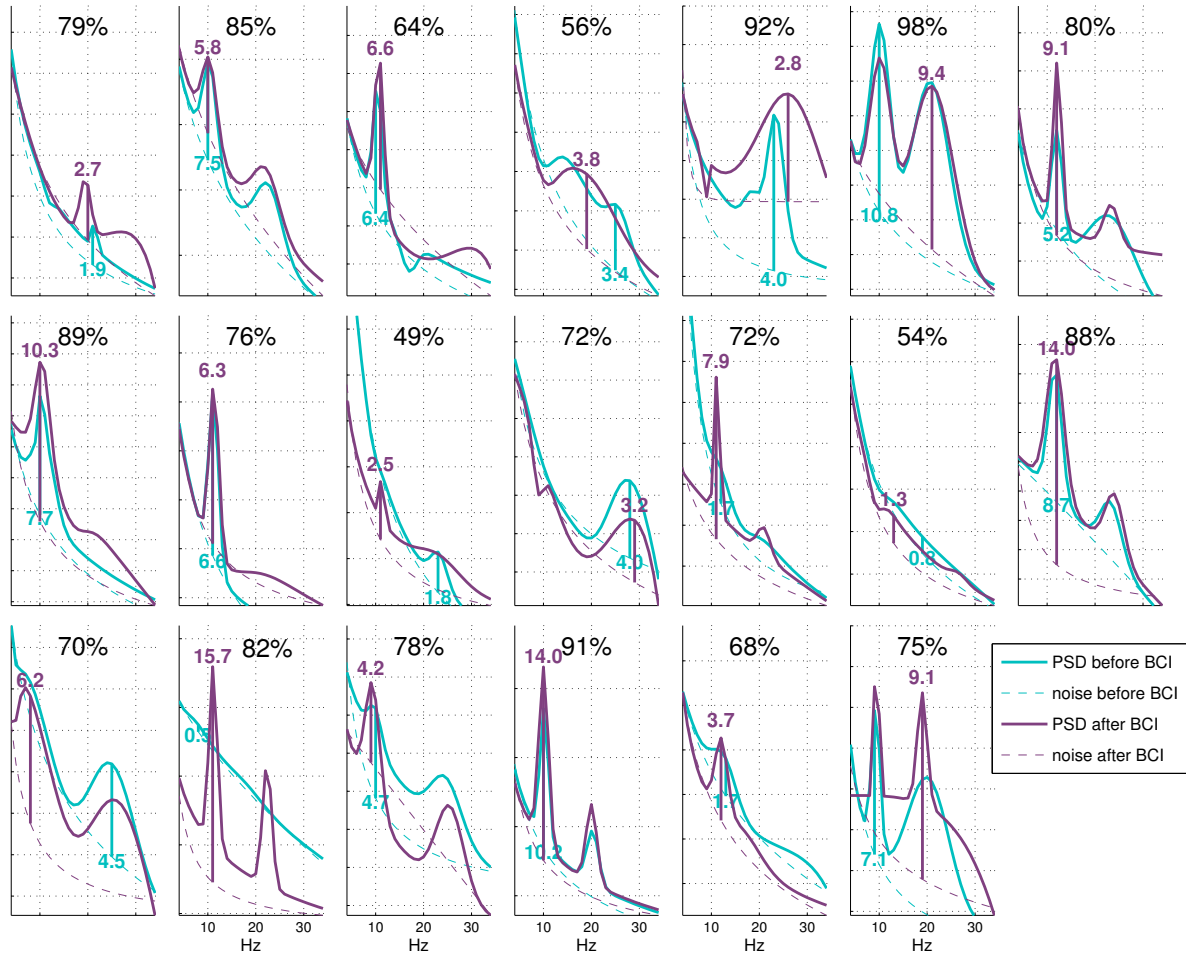 79% 85% 64% 56% 92% 98% 80%
5.8 6.6 2.8 9.4 9.1
2.7 7.5 6.4 3.8 10.8 5.2
1.9 3.4 4.0
89% 76% 49% 72% 72% 54% 88%
10.3 6.3 7.9 14.0
2.5 3.2 1.7 1.3 8.7
7.7 6.6 1.8 4.0 0.8
70% 82% 78% 91% 68% 75%
6.2 15.7 4.2 14.0 3.7 9.1
4.5 4.7 10.2 1.7 7.1
PSD before BCI
noise before BCI
PSD after BCI
noise after BCI
10 20 30 10 20 30 10 20 30 10 20 30 10 20 30
Hz Hz Hz Hz Hz